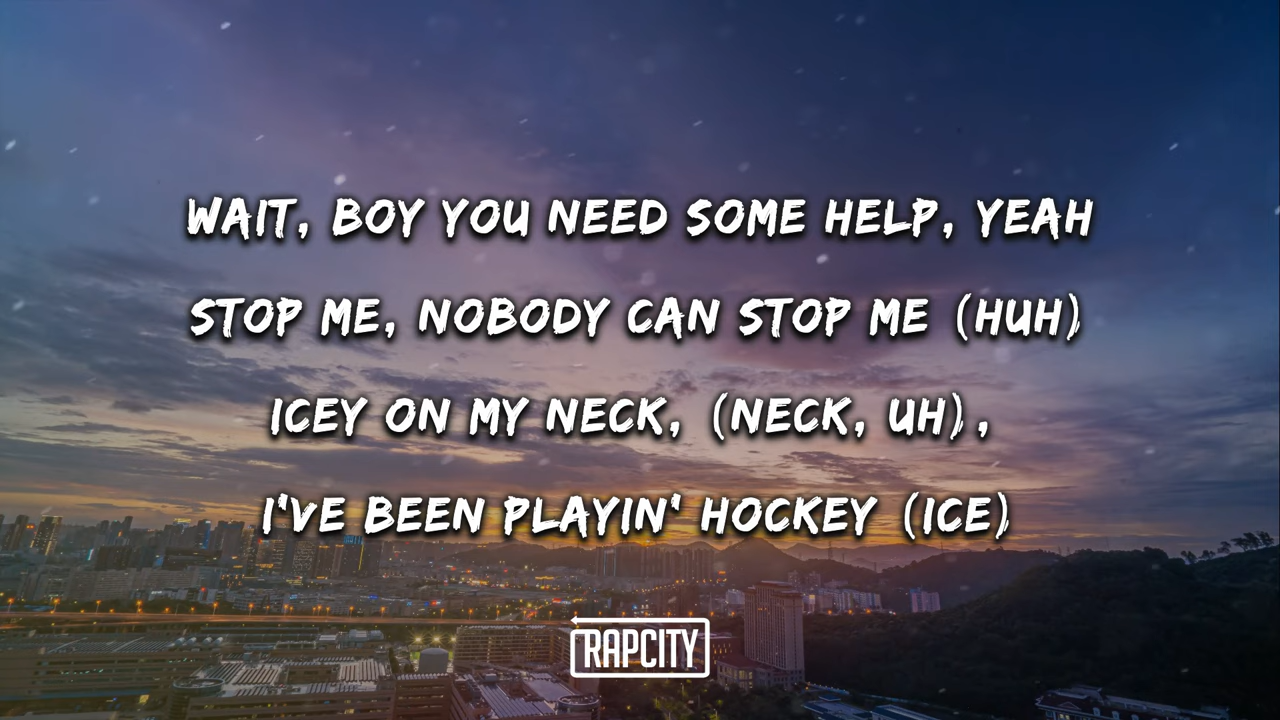 WAIT, BOY YOU NEED SOME HELP, YEAH
STOP ME, NOBODY CAN STOP ME (HUH)
ICEY ON MY NECK, (NECK, UH),
I'VE BEEN PLAYIN' HOCKEY (ICE)
RAPCITY